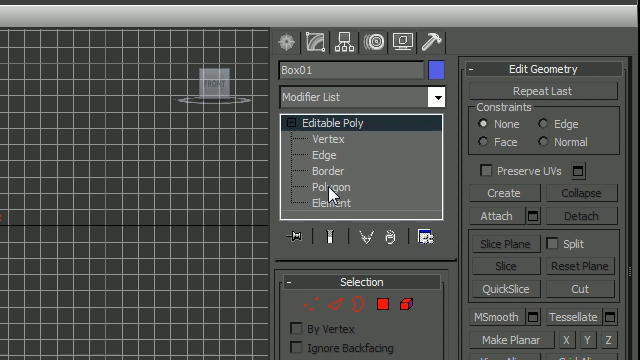 FRONT
Box01
Modifier List
Editable Poly
Vertex
Edge
Border
Polygon
Element
Selection
By Vertex
Ignore Backfacing
Edit Geometry
Repeat Last
Constraints
None Edge
Face Normal
Preserve UVs
Create Collapse
Attach Detach
Slice Plane Split
Slice Reset Plane
QuickSlice Cut
MSmooth Tessellate
Make Planar X Y Z